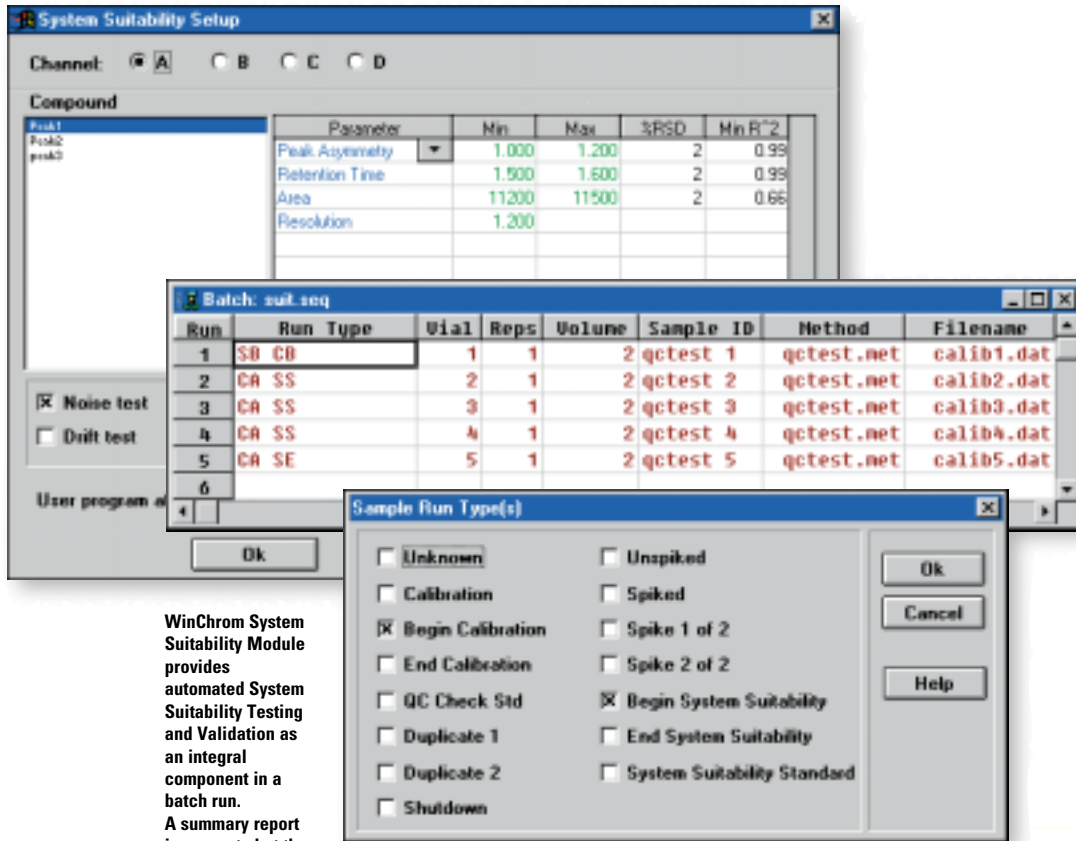 System Suitability Setup
Channel: A B C D
Compound
Peak1
Peak2
peak3
Parameter Min Max %RSD Min R^2
Peak Asymmetry 1.000 1.200 2 0.99
Retention Time 1.500 1.600 2 0.99
Area 11200 11500 2 0.66
Resolution 1.200
Noise test
Drift test
User program
Ok
Batch: suit.seq
Run Run Type Vial Reps Volume Sample ID Method Filename
1 SB CB 1 1 2 qctest 1 qctest.met calib1.dat
2 CA SS 2 1 2 qctest 2 qctest.met calib2.dat
3 CA SS 3 1 2 qctest 3 qctest.met calib3.dat
4 CA SS 4 1 2 qctest 4 qctest.met calib4.dat
5 CA SE 5 1 2 qctest 5 qctest.met calib5.dat
6
Sample Run Type(s)
Unknown
Calibration
Begin Calibration
End Calibration
QC Check Std
Duplicate 1
Duplicate 2
Shutdown
Unspiked
Spiked
Spike 1 of 2
Spike 2 of 2
Begin System Suitability
End System Suitability
System Suitability Standard
Ok
Cancel
Help
WinChrom System
Suitability Module
provides
automated System
Suitability Testing
and Validation as
an integral
component in a
batch run.
A summary report